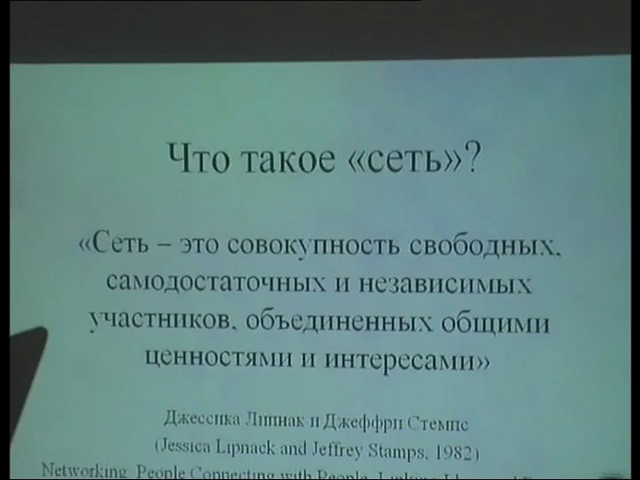 Что такое «сеть»?
«Сеть – это совокупность свободных,
самодостаточных и независимых
участников, объединенных общими
ценностями и интересами»
Джессика Липнак и Джеффри Стемпс
(Jessica Lipnack and Jeffrey Stamps, 1982)
Networking, People Connecting with People, Linking